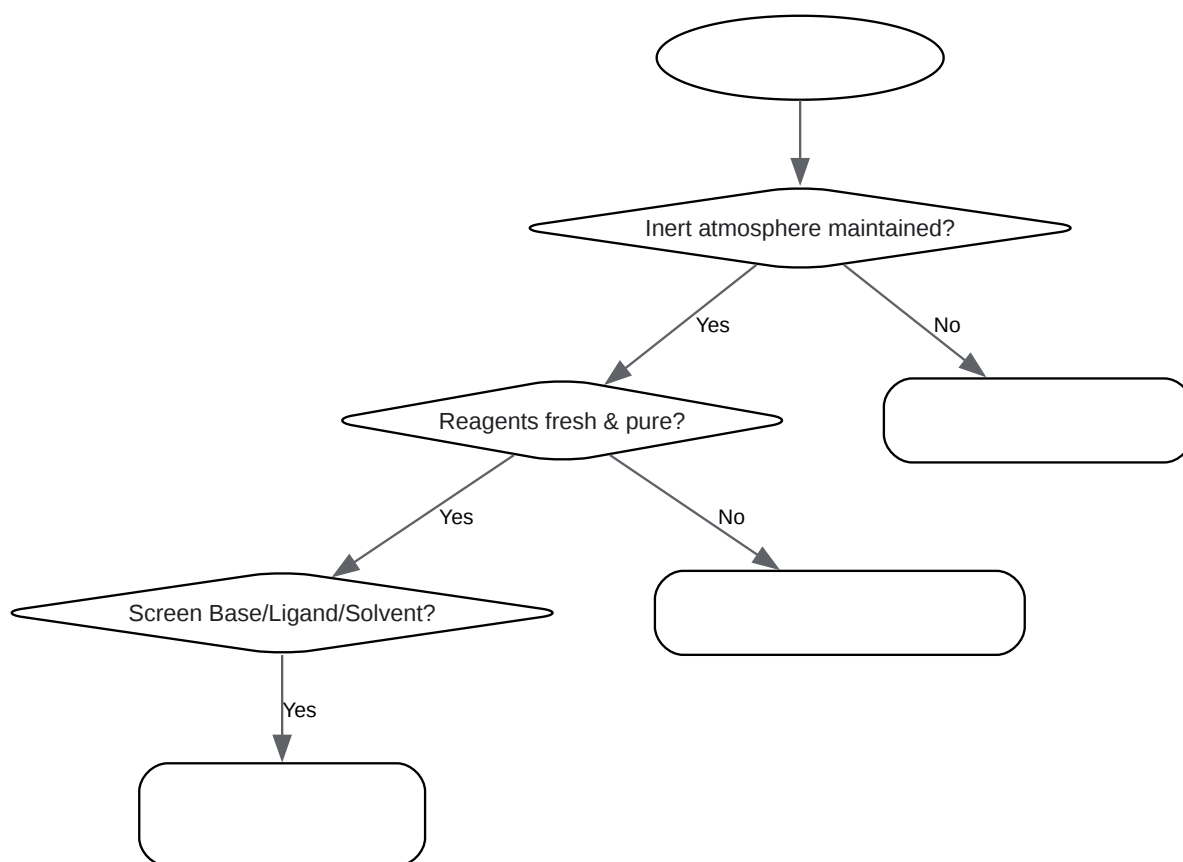 Inert atmosphere maintained?
Yes
No
Reagents fresh & pure?
Yes
No
Screen Base/Ligand/Solvent?
Yes